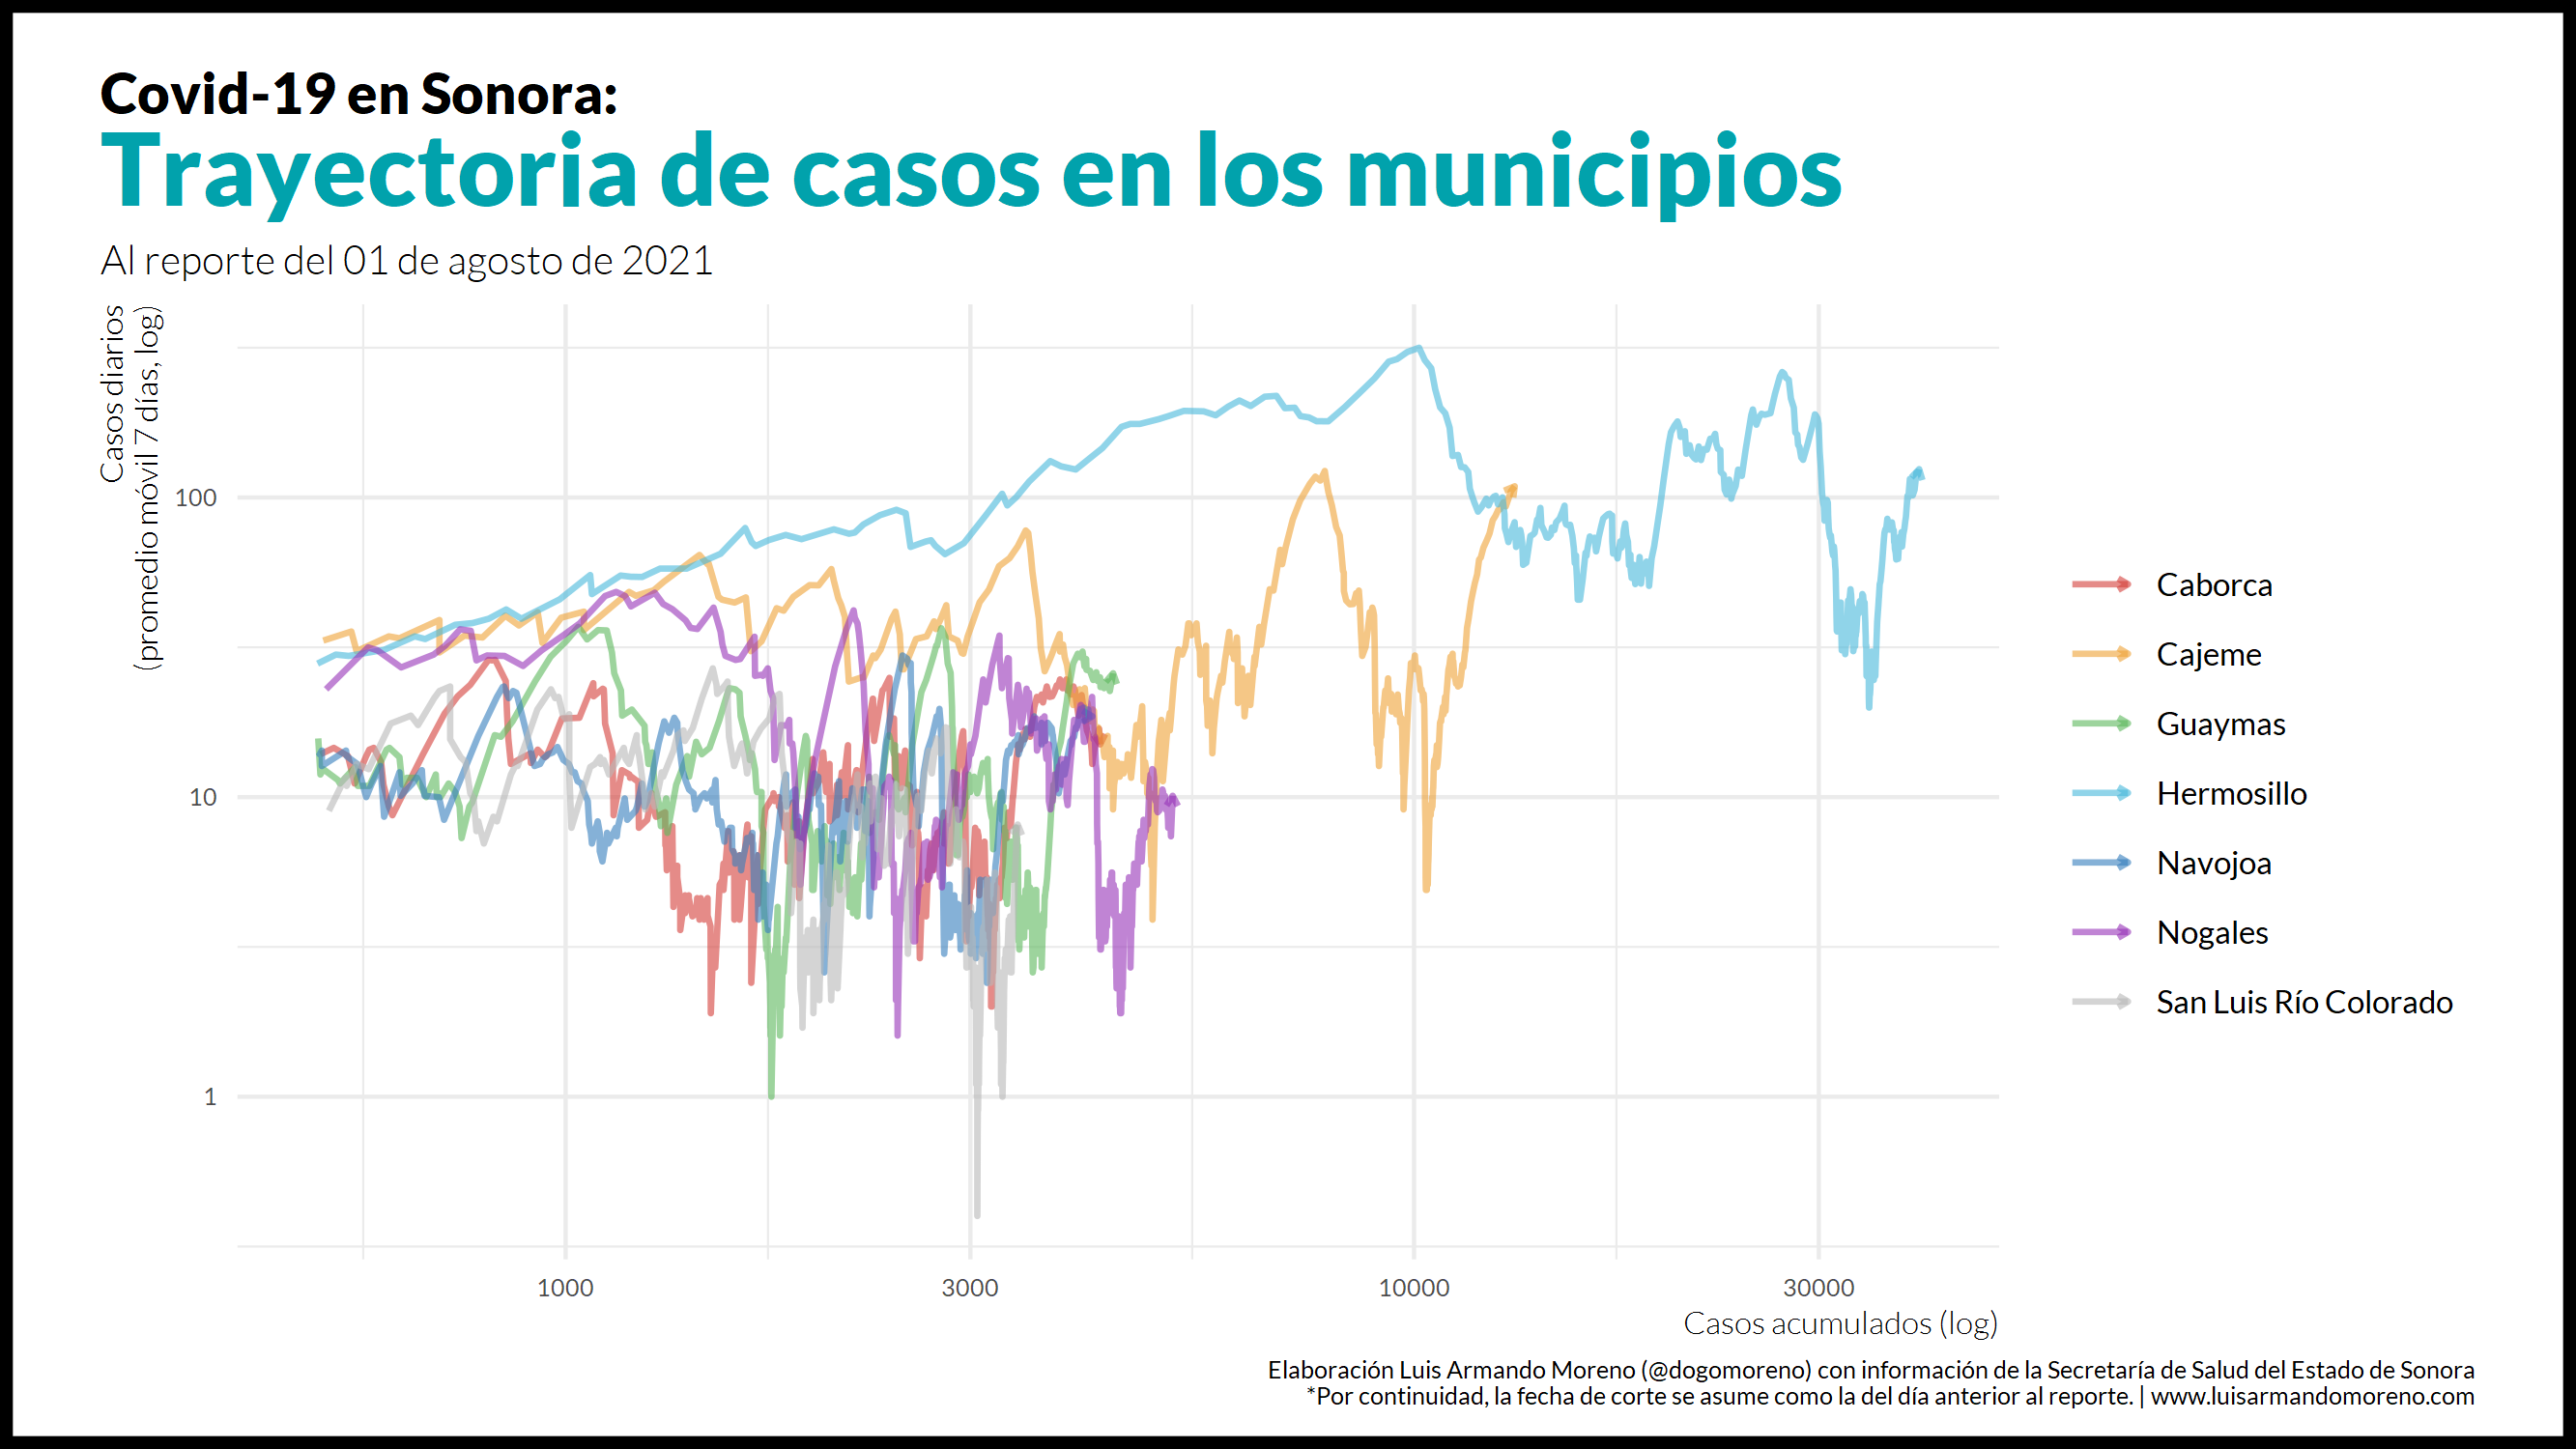 Covid-19 en Sonora:
Trayectoria de casos en los municipios
Al reporte del 01 de agosto de 2021
Casos diarios
(promedio móvil 7 días, log)
100
10
1
1000
3000
10000
30000
Casos acumulados (log)
Caborca
Cajeme
Guaymas
Hermosillo
Navojoa
Nogales
San Luis Río Colorado
Elaboración Luis Armando Moreno (@dogomoreno) con información de la Secretaría de Salud del Estado de Sonora
*Por continuidad, la fecha de corte se asume como la del día anterior al reporte. | www.luisarmandomoreno.com